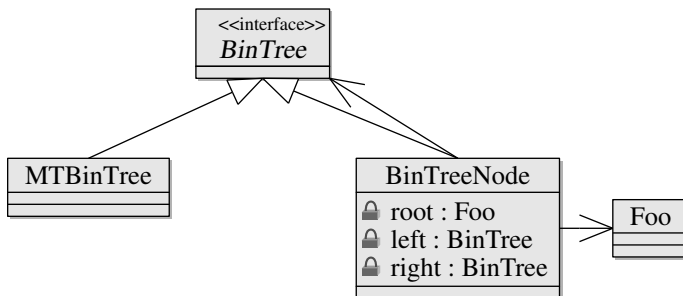 <<interface>>
BinTree
MTBinTree
BinTreeNode
root : Foo
left : BinTree
right : BinTree
Foo